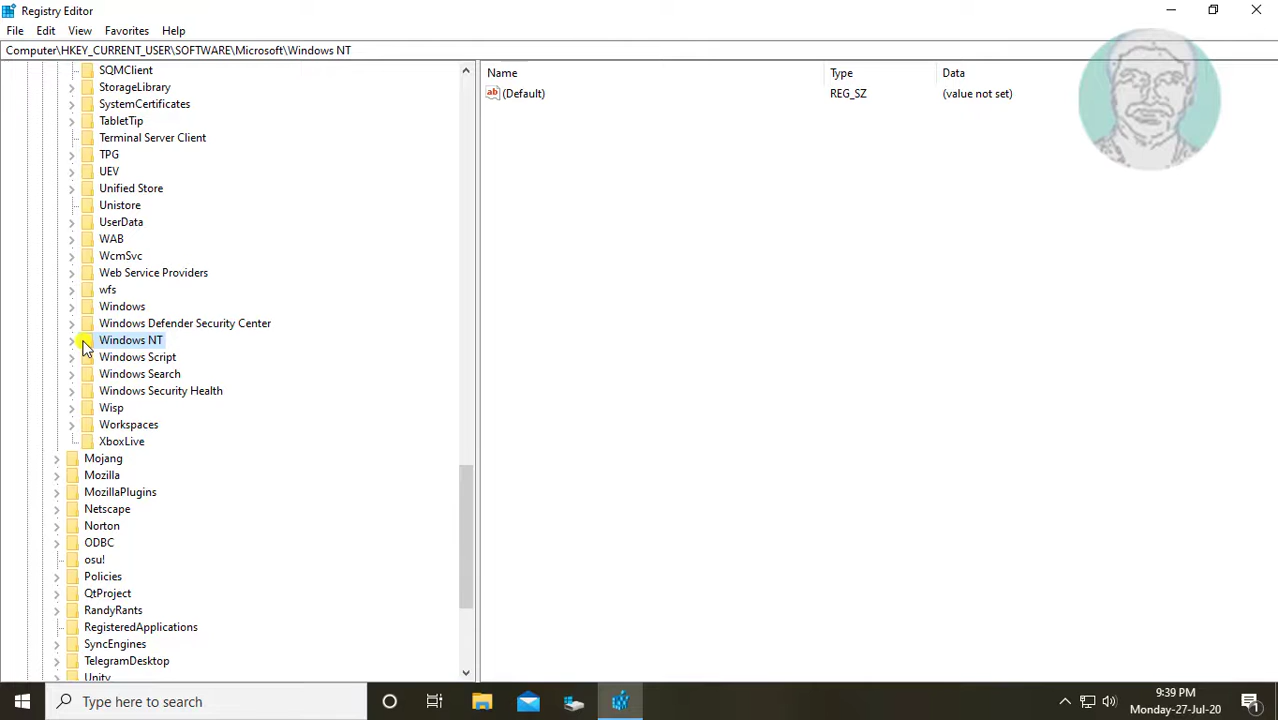 Registry Editor
File Edit View Favorites Help
Computer\HKEY_CURRENT_USER\SOFTWARE\Microsoft\Windows NT
SQMClient
StorageLibrary
SystemCertificates
TabletTip
Terminal Server Client
TPG
UEV
Unified Store
Unistore
UserData
WAB
WcmSvc
Web Service Providers
wfs
Windows
Windows Defender Security Center
Windows NT
Windows Script
Windows Search
Windows Security Health
Wisp
Workspaces
XboxLive
Mojang
Mozilla
MozillaPlugins
Netscape
Norton
ODBC
osu!
Policies
QtProject
RandyRants
RegisteredApplications
SyncEngines
TelegramDesktop
Unity
Name Type Data
ab (Default) REG_SZ (value not set)
Type here to search
9:39 PM
Monday-27-Jul-20
1